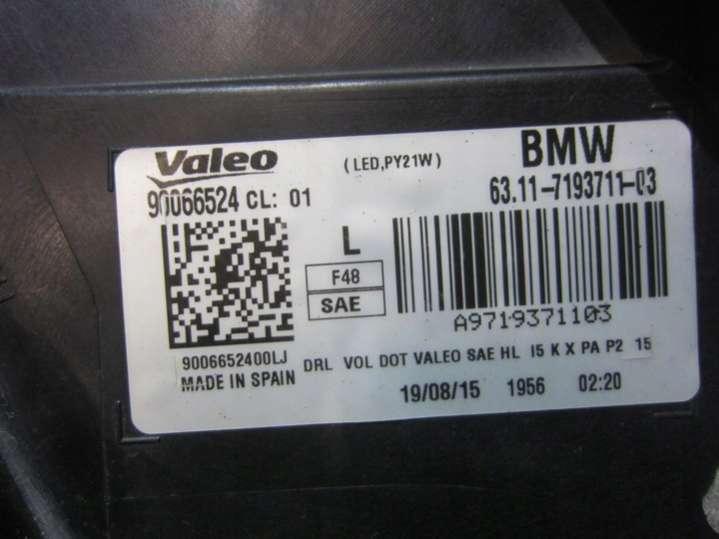 Valeo (LED,PY21W) BMW
90066524 CL: 01 63.11-7193711-03
L
F48
SAE
A9719371103
9006652400LJ DRL VOL DOT VALEO SAE HL I5 K X PA P2 15
MADE IN SPAIN 19/08/15 1956 02:20